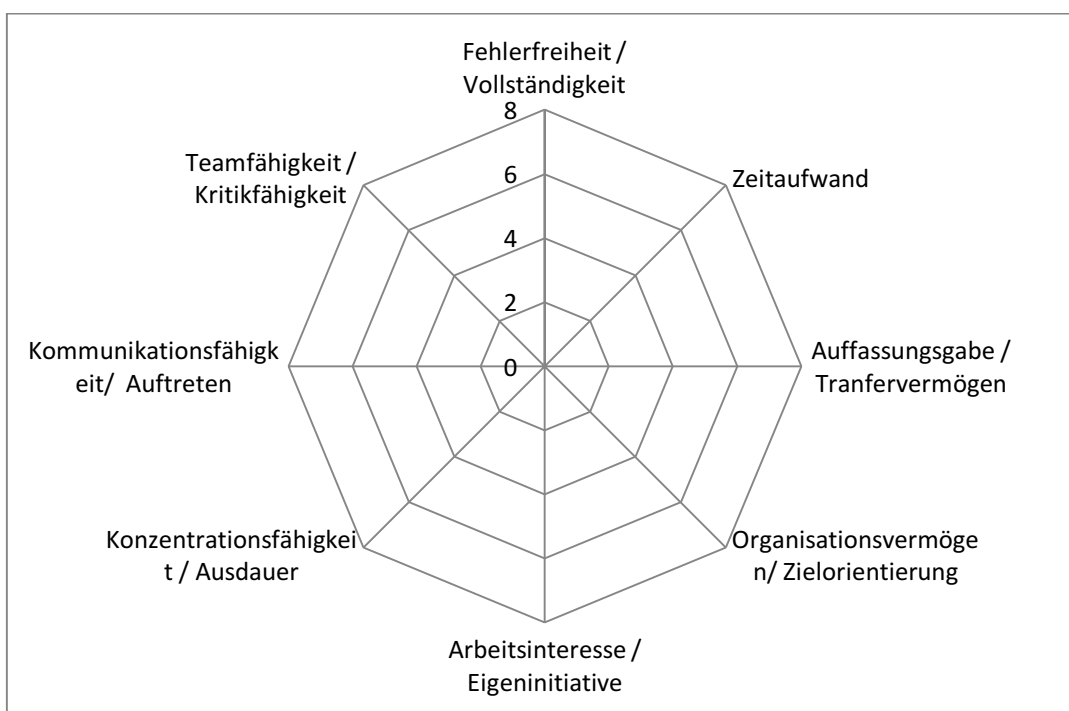 Fehlerfreiheit /
Vollständigkeit
8
6
4
2
0
Zeitaufwand
Auffassungsgabe /
Tranfervermögen
Organisationsvermöge
n/ Zielorientierung
Arbeitsinteresse /
Eigeninitiative
Konzentrationsfähigkei
t / Ausdauer
Kommunikationsfähigk
eit/ Auftreten
Teamfähigkeit /
Kritikfähigkeit